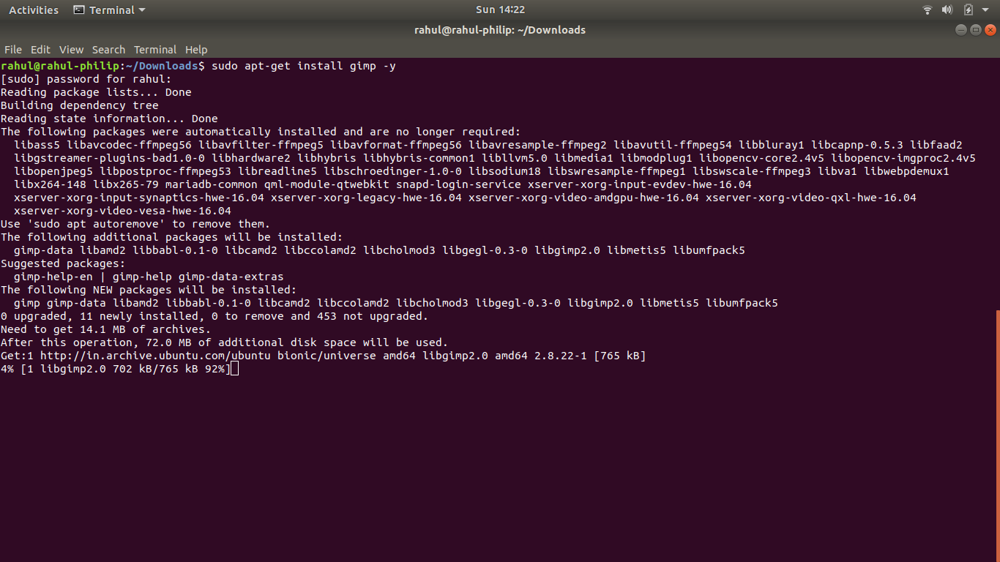 Activities Terminal Sun 14:22
rahul@rahul-philip: ~/Downloads
File Edit View Search Terminal Help
rahul@rahul-philip:~/Downloads$ sudo apt-get install gimp -y
[sudo] password for rahul:
Reading package lists... Done
Building dependency tree
Reading state information... Done
The following packages were automatically installed and are no longer required:
  libass5 libavcodec-ffmpeg56 libavfilter-ffmpeg5 libavformat-ffmpeg56 libavresample-ffmpeg2 libavutil-ffmpeg54 libbluray1 libcapnp-0.5.3 libfaad2
  libgstreamer-plugins-bad1.0-0 libhardware2 libhybris libhybris-common1 libllvm5.0 libmedia1 libmodplug1 libopencv-core2.4v5 libopencv-imgproc2.4v5
  libopenjpeg5 libpostproc-ffmpeg53 libreadline5 libschroedinger-1.0-0 libsodium18 libswresample-ffmpeg1 libswscale-ffmpeg3 libva1 libwebpdemux1
  libx264-148 libx265-79 mariadb-common qml-module-qtwebkit snapd-login-service xserver-xorg-input-evdev-hwe-16.04
  xserver-xorg-input-synaptics-hwe-16.04 xserver-xorg-legacy-hwe-16.04 xserver-xorg-video-amdgpu-hwe-16.04 xserver-xorg-video-qxl-hwe-16.04
  xserver-xorg-video-vesa-hwe-16.04
Use 'sudo apt autoremove' to remove them.
The following additional packages will be installed:
  gimp-data libamd2 libbabl-0.1-0 libcamd2 libccolamd2 libcholmod3 libgegl-0.3-0 libgimp2.0 libmetis5 libumfpack5
Suggested packages:
  gimp-help-en | gimp-help gimp-data-extras
The following NEW packages will be installed:
  gimp gimp-data libamd2 libbabl-0.1-0 libcamd2 libccolamd2 libcholmod3 libgegl-0.3-0 libgimp2.0 libmetis5 libumfpack5
0 upgraded, 11 newly installed, 0 to remove and 453 not upgraded.
Need to get 14.1 MB of archives.
After this operation, 72.0 MB of additional disk space will be used.
Get:1 http://in.archive.ubuntu.com/ubuntu bionic/universe amd64 libgimp2.0 amd64 2.8.22-1 [765 kB]
4% [1 libgimp2.0 702 kB/765 kB 92%]